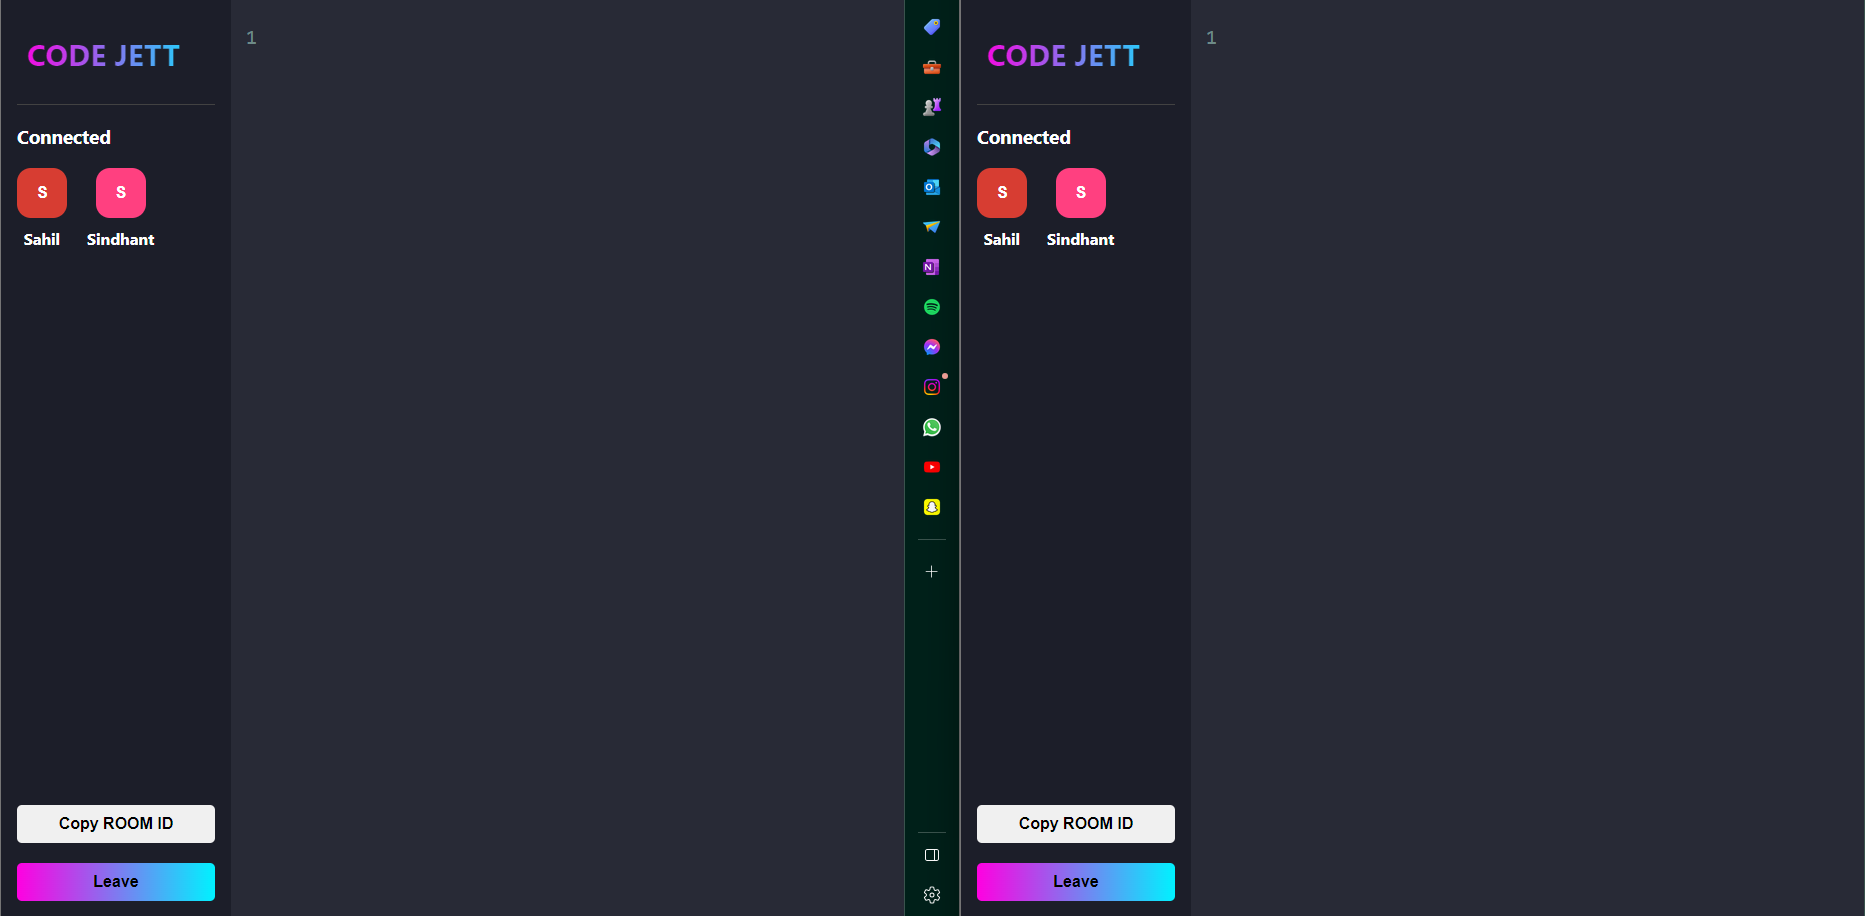 CODE JETT
Connected
S S
Sahil Sindhant
Copy ROOM ID
Leave
1
CODE JETT
Connected
S S
Sahil Sindhant
Copy ROOM ID
Leave
1